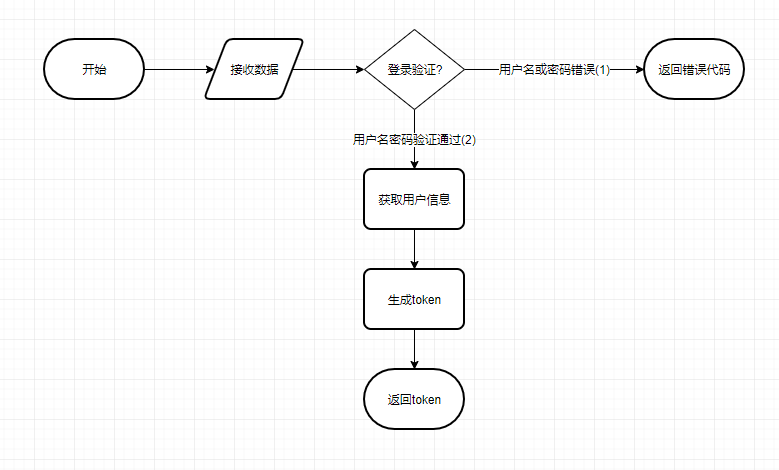 开始
接收数据
登录验证?
用户名或密码错误(1)
返回错误代码
用户名密码验证通过(2)
获取用户信息
生成token
返回token